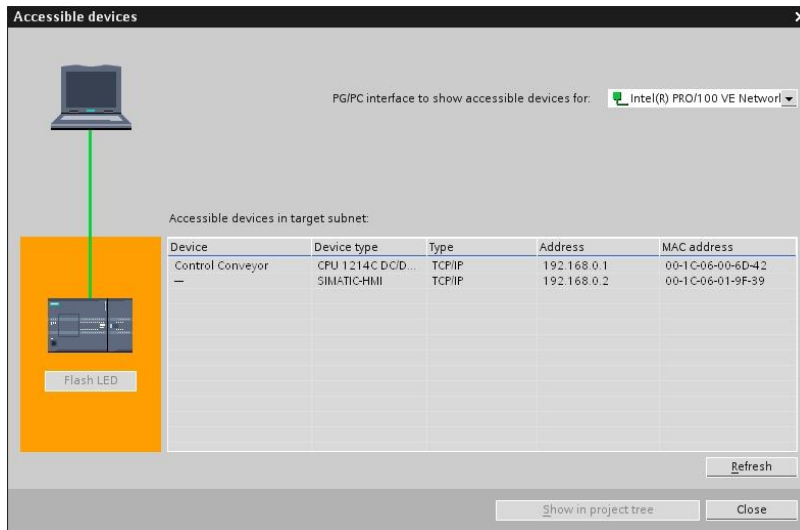 Accessible devices
PG/PC interface to show accessible devices for: Intel(R) PRO/100 VE Networl
Accessible devices in target subnet:
Device Device type Type Address MAC address
Control Conveyor CPU 1214C DC/D... TCP/IP 192.168.0.1 00-1C-06-00-6D-42
— SIMATIC-HMI TCP/IP 192.168.0.2 00-1C-06-01-9F-39
Flash LED
Refresh
Show in project tree Close